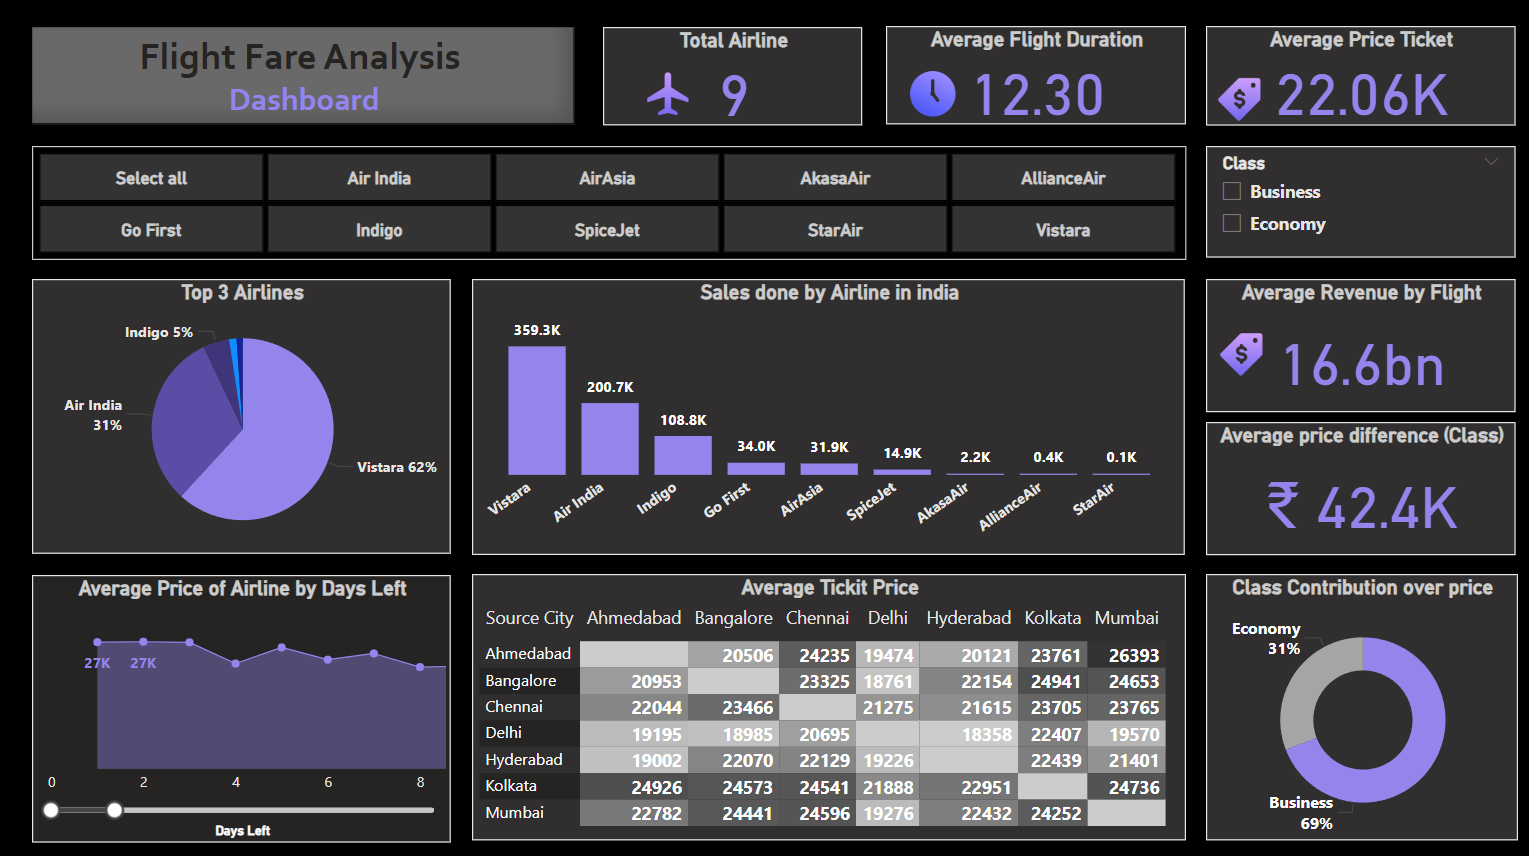 Flight Fare Analysis
Dashboard
Total Airline
9
Average Flight Duration
12.30
Average Price Ticket
$
22.06K
Select all
Air India
AirAsia
AkasaAir
AllianceAir
Go First
Indigo
SpiceJet
StarAir
Vistara
Class
Business
Economy
Top 3 Airlines
Indigo 5%
Air India
31%
Vistara 62%
Sales done by Airline in india
359.3K
200.7K
108.8K
34.0K
31.9K
14.9K
2.2K
0.4K
0.1K
Vistara
Air India
Indigo
Go First
AirAsia
SpiceJet
AkasaAir
AllianceAir
StarAir
Average Revenue by Flight
$
16.6bn
Average price difference (Class)
₹ 42.4K
Average Price of Airline by Days Left
27K 27K
0 2 4 6 8
Days Left
Average Tickit Price
Source City Ahmedabad Bangalore Chennai Delhi Hyderabad Kolkata Mumbai
Ahmedabad 20506 24235 19474 20121 23761 26393
Bangalore 20953 23325 18761 22154 24941 24653
Chennai 22044 23466 21275 21615 23705 23765
Delhi 19195 18985 20695 18358 22407 19570
Hyderabad 19002 22070 22129 19226 22439 21401
Kolkata 24926 24573 24541 21888 22951 24736
Mumbai 22782 24441 24596 19276 22432 24252
Class Contribution over price
Economy
31%
Business
69%